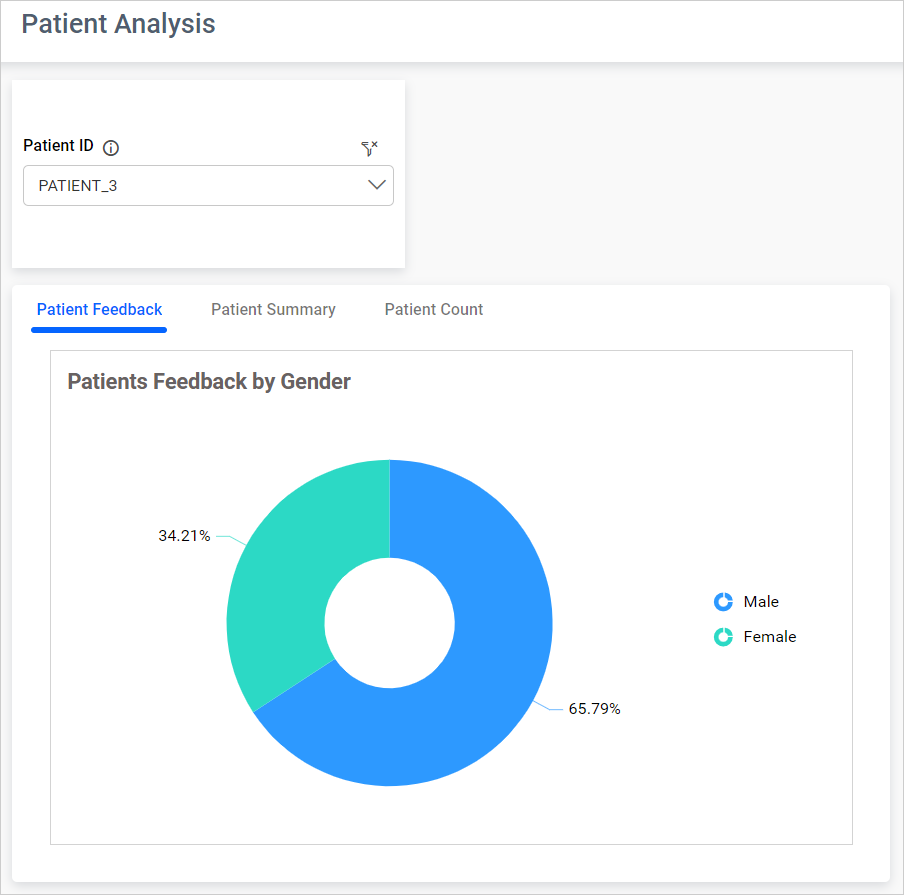 Patient Analysis
Patient ID
PATIENT_3
Patient Feedback Patient Summary Patient Count
Patients Feedback by Gender
34.21%
Male
Female
65.79%